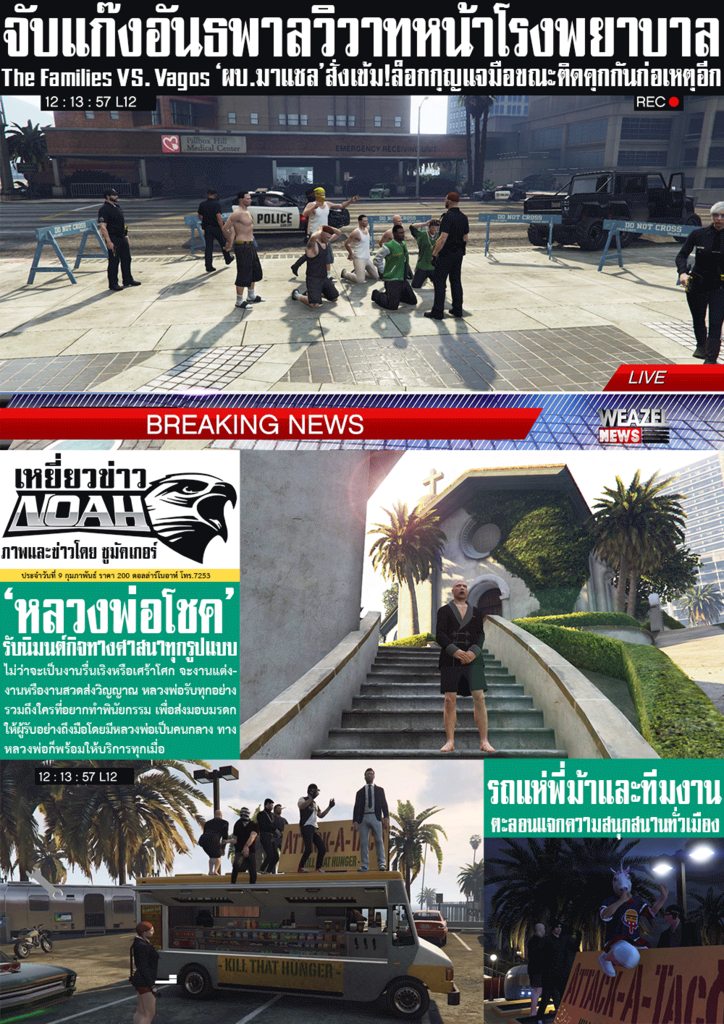 จับแก๊งอันธพาลวิวาทหน้าโรงพยาบาล
The Families VS. Vagos 'ผบ.มาแชล'สั่งเข้ม!ล็อกกุญแจมือขณะติดคุกกันก่อเหตุอีก
12 : 13 : 57 L12
REC
Pillbox Hill
Medical Center
EMERGENCY RECEIVING UNIT
DO NOT CROSS
POLICE
DO NOT CROSS
DO NOT CROSS
LIVE
BREAKING NEWS
WEAZEL
NEWS
เหยี่ยวข่าว
NOAH
ภาพและข่าวโดย ชูมัคเกอร์
ประจำวันที่ 9 กุมภาพันธ์ ราคา 200 ดอลล่าร์โนอาห์ โทร.7253
'หลวงพ่อโชค'
รับนิมนต์กิจทางศาสนาทุกรูปแบบ
ไม่ว่าจะเป็นงานรื่นเริงหรือเศร้าโศก จะงานแต่ง-
งานหรืองานสวดส่งวิญญาณ หลวงพ่อรับทุกอย่าง
รวมถึงใครที่อยากทำพินัยกรรม เพื่อส่งมอบมรดก
ให้ผู้รับอย่างถึงมือโดยมีหลวงพ่อเป็นคนกลาง ทาง
หลวงพ่อก็พร้อมให้บริการทุกเมื่อ
12 : 13 : 57 L12
ATTACK-A-TACO
KILL THAT HUNGER
- KILL THAT HUNGER -
รถแห่พี่ม้าและทีมงาน
ตะลอนแจกความสนุกสนานทั่วเมือง
ATTACK-A-TACO